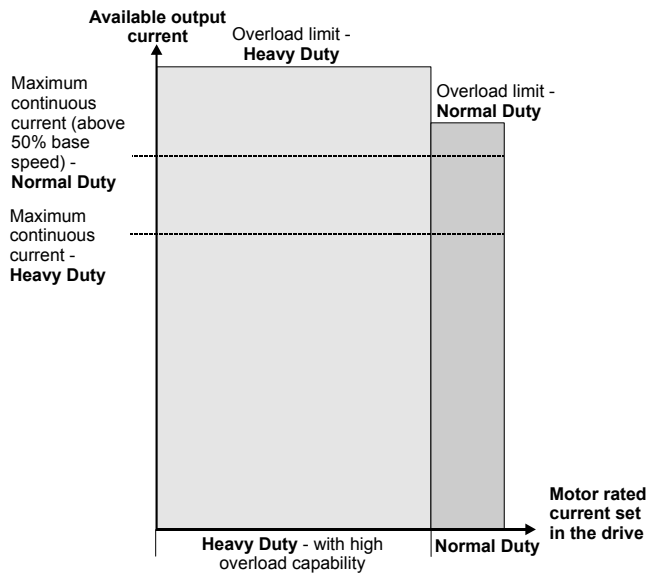 Available output
current
Overload limit -
Heavy Duty
Maximum
continuous
current (above
50% base
speed) -
Normal Duty
Overload limit -
Normal Duty
Maximum
continuous
current -
Heavy Duty
Motor rated
current set
in the drive
Heavy Duty - with high
overload capability
Normal Duty